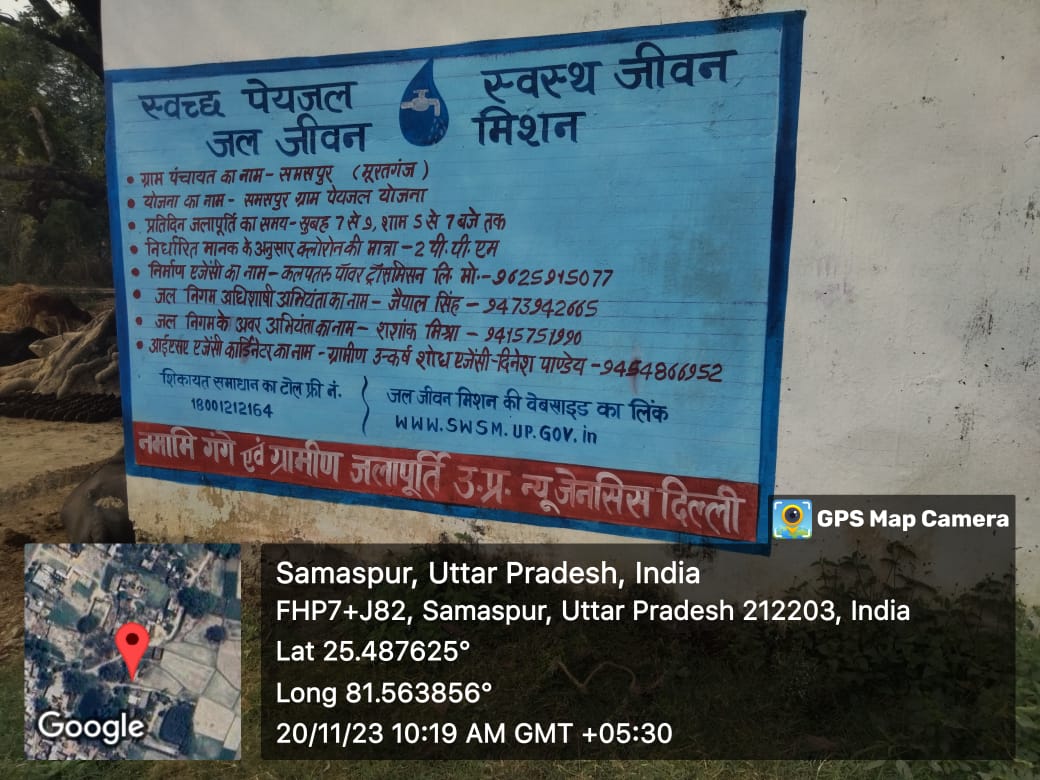 स्वच्छ पेयजल स्वस्थ जीवन
जल जीवन मिशन
• ग्राम पंचायत का नाम- समसपुर (मूरतगंज)
• योजना का नाम- समसपुर ग्राम पेयजल योजना
• प्रतिदिन जलापूर्ति का समय- सुबह 7 से 9, शाम 5 से 7 बजे तक
• निर्धारित मानक के अनुसार क्लोरोन की मात्रा - 2 पी.पी.एम
• निर्माण एजेंसी का नाम- कलपतरु पॉवर ट्रांसमिसन लि मो.- 9625915077
• जल निगम अधिशाषी अभियंता का नाम- जैपाल सिंह - 9473942665
• जल निगम के अवर अभियंता का नाम- शशांक मिश्रा - 9415751990
• आईएसए एजेंसी कार्डिनेटर का नाम - ग्रामीण उन्कर्ष शोध एजेंसी-दिनेश पाण्डेय -9454866952
शिकायत समाधान का टोल फ्री नं.
18001212164
जल जीवन मिशन की वेबसाइड का लिंक
WWW.SWSM.UP.GOV.in
नमामि गंगे एवं ग्रामीण जलापूर्ति उ.प्र. न्यू जेनसिस दिल्ली
GPS Map Camera
Samaspur, Uttar Pradesh, India
FHP7+J82, Samaspur, Uttar Pradesh 212203, India
Lat 25.487625°
Long 81.563856°
20/11/23 10:19 AM GMT +05:30
Google